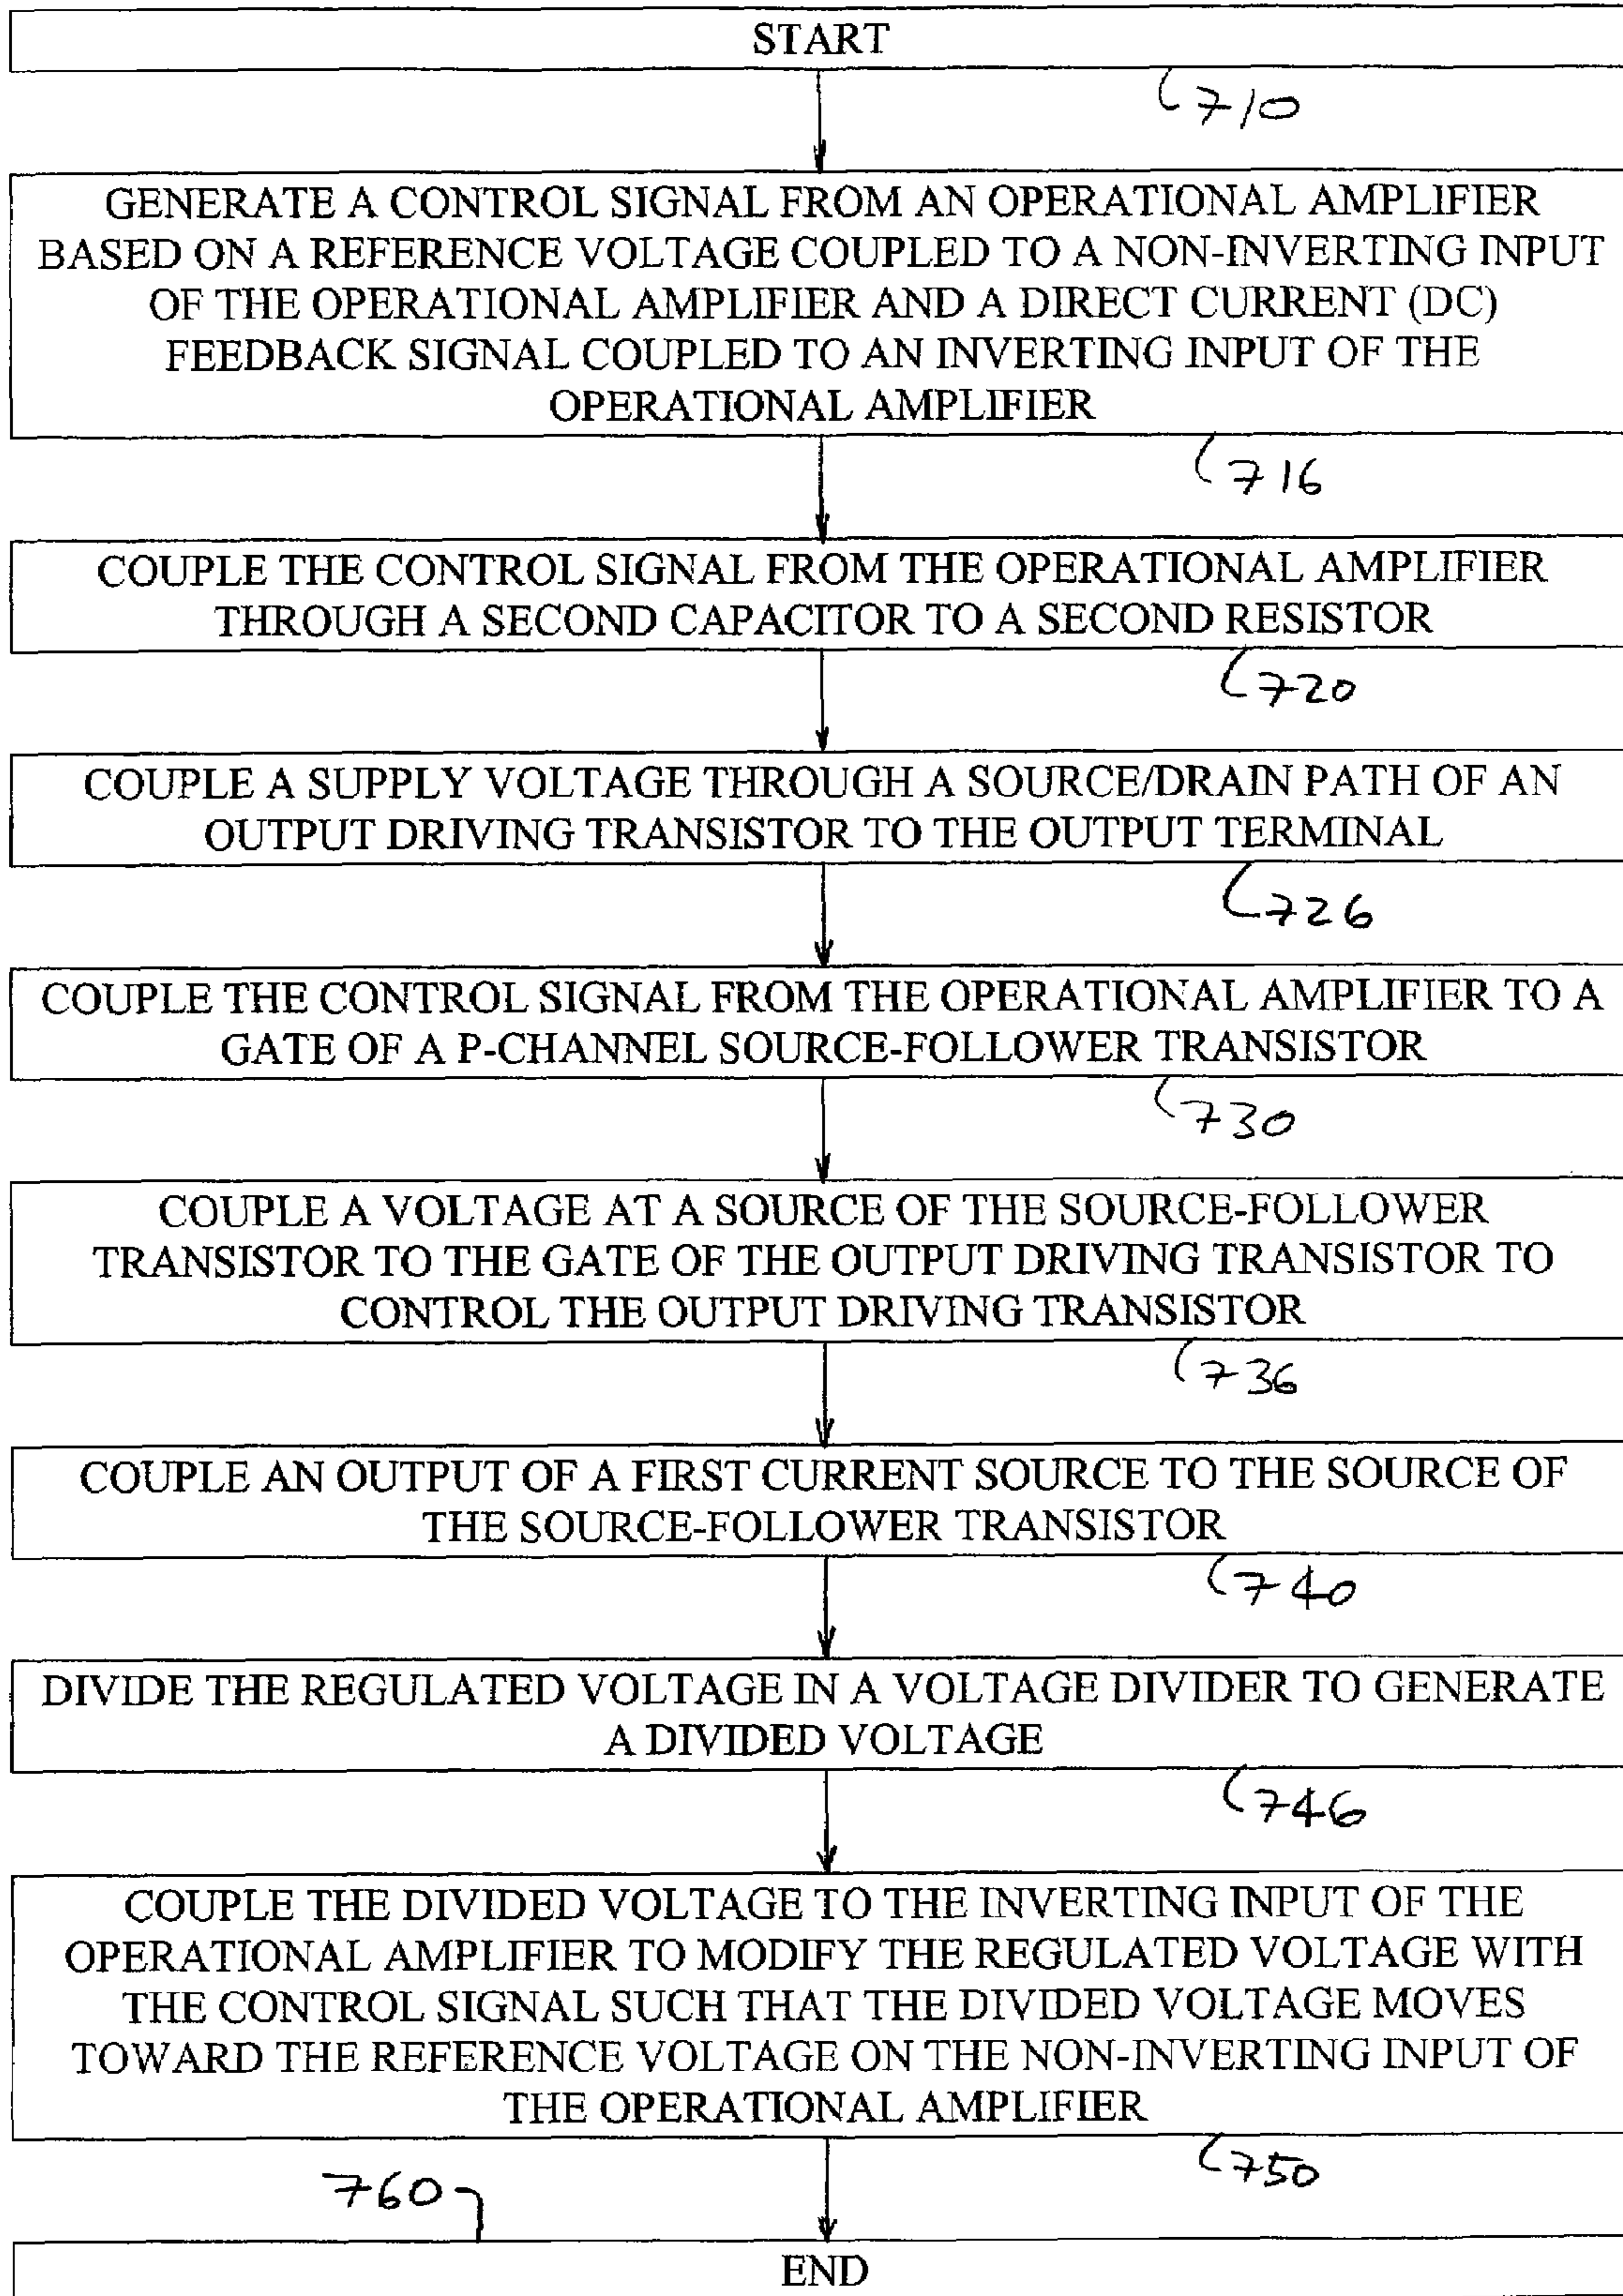 START
710
GENERATE A CONTROL SIGNAL FROM AN OPERATIONAL AMPLIFIER
BASED ON A REFERENCE VOLTAGE COUPLED TO A NON-INVERTING INPUT
OF THE OPERATIONAL AMPLIFIER AND A DIRECT CURRENT (DC)
FEEDBACK SIGNAL COUPLED TO AN INVERTING INPUT OF THE
OPERATIONAL AMPLIFIER
716
COUPLE THE CONTROL SIGNAL FROM THE OPERATIONAL AMPLIFIER
THROUGH A SECOND CAPACITOR TO A SECOND RESISTOR
720
COUPLE A SUPPLY VOLTAGE THROUGH A SOURCE/DRAIN PATH OF AN
OUTPUT DRIVING TRANSISTOR TO THE OUTPUT TERMINAL
726
COUPLE THE CONTROL SIGNAL FROM THE OPERATIONAL AMPLIFIER TO A
GATE OF A P-CHANNEL SOURCE-FOLLOWER TRANSISTOR
730
COUPLE A VOLTAGE AT A SOURCE OF THE SOURCE-FOLLOWER
TRANSISTOR TO THE GATE OF THE OUTPUT DRIVING TRANSISTOR TO
CONTROL THE OUTPUT DRIVING TRANSISTOR
736
COUPLE AN OUTPUT OF A FIRST CURRENT SOURCE TO THE SOURCE OF
THE SOURCE-FOLLOWER TRANSISTOR
740
DIVIDE THE REGULATED VOLTAGE IN A VOLTAGE DIVIDER TO GENERATE
A DIVIDED VOLTAGE
746
COUPLE THE DIVIDED VOLTAGE TO THE INVERTING INPUT OF THE
OPERATIONAL AMPLIFIER TO MODIFY THE REGULATED VOLTAGE WITH
THE CONTROL SIGNAL SUCH THAT THE DIVIDED VOLTAGE MOVES
TOWARD THE REFERENCE VOLTAGE ON THE NON-INVERTING INPUT OF
THE OPERATIONAL AMPLIFIER
750
760
END